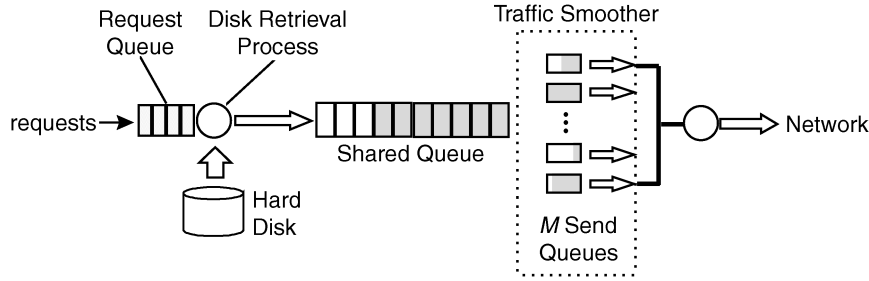 Traffic Smoother
Request
Queue
Disk Retrieval
Process
requests
Shared Queue
Network
Hard
Disk
M Send
Queues